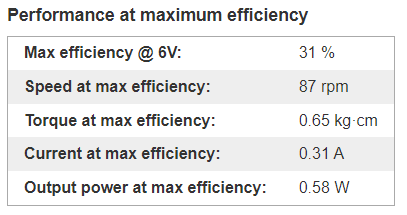 Performance at maximum efficiency
Max efficiency @ 6V: 31 %
Speed at max efficiency: 87 rpm
Torque at max efficiency: 0.65 kg·cm
Current at max efficiency: 0.31 A
Output power at max efficiency: 0.58 W